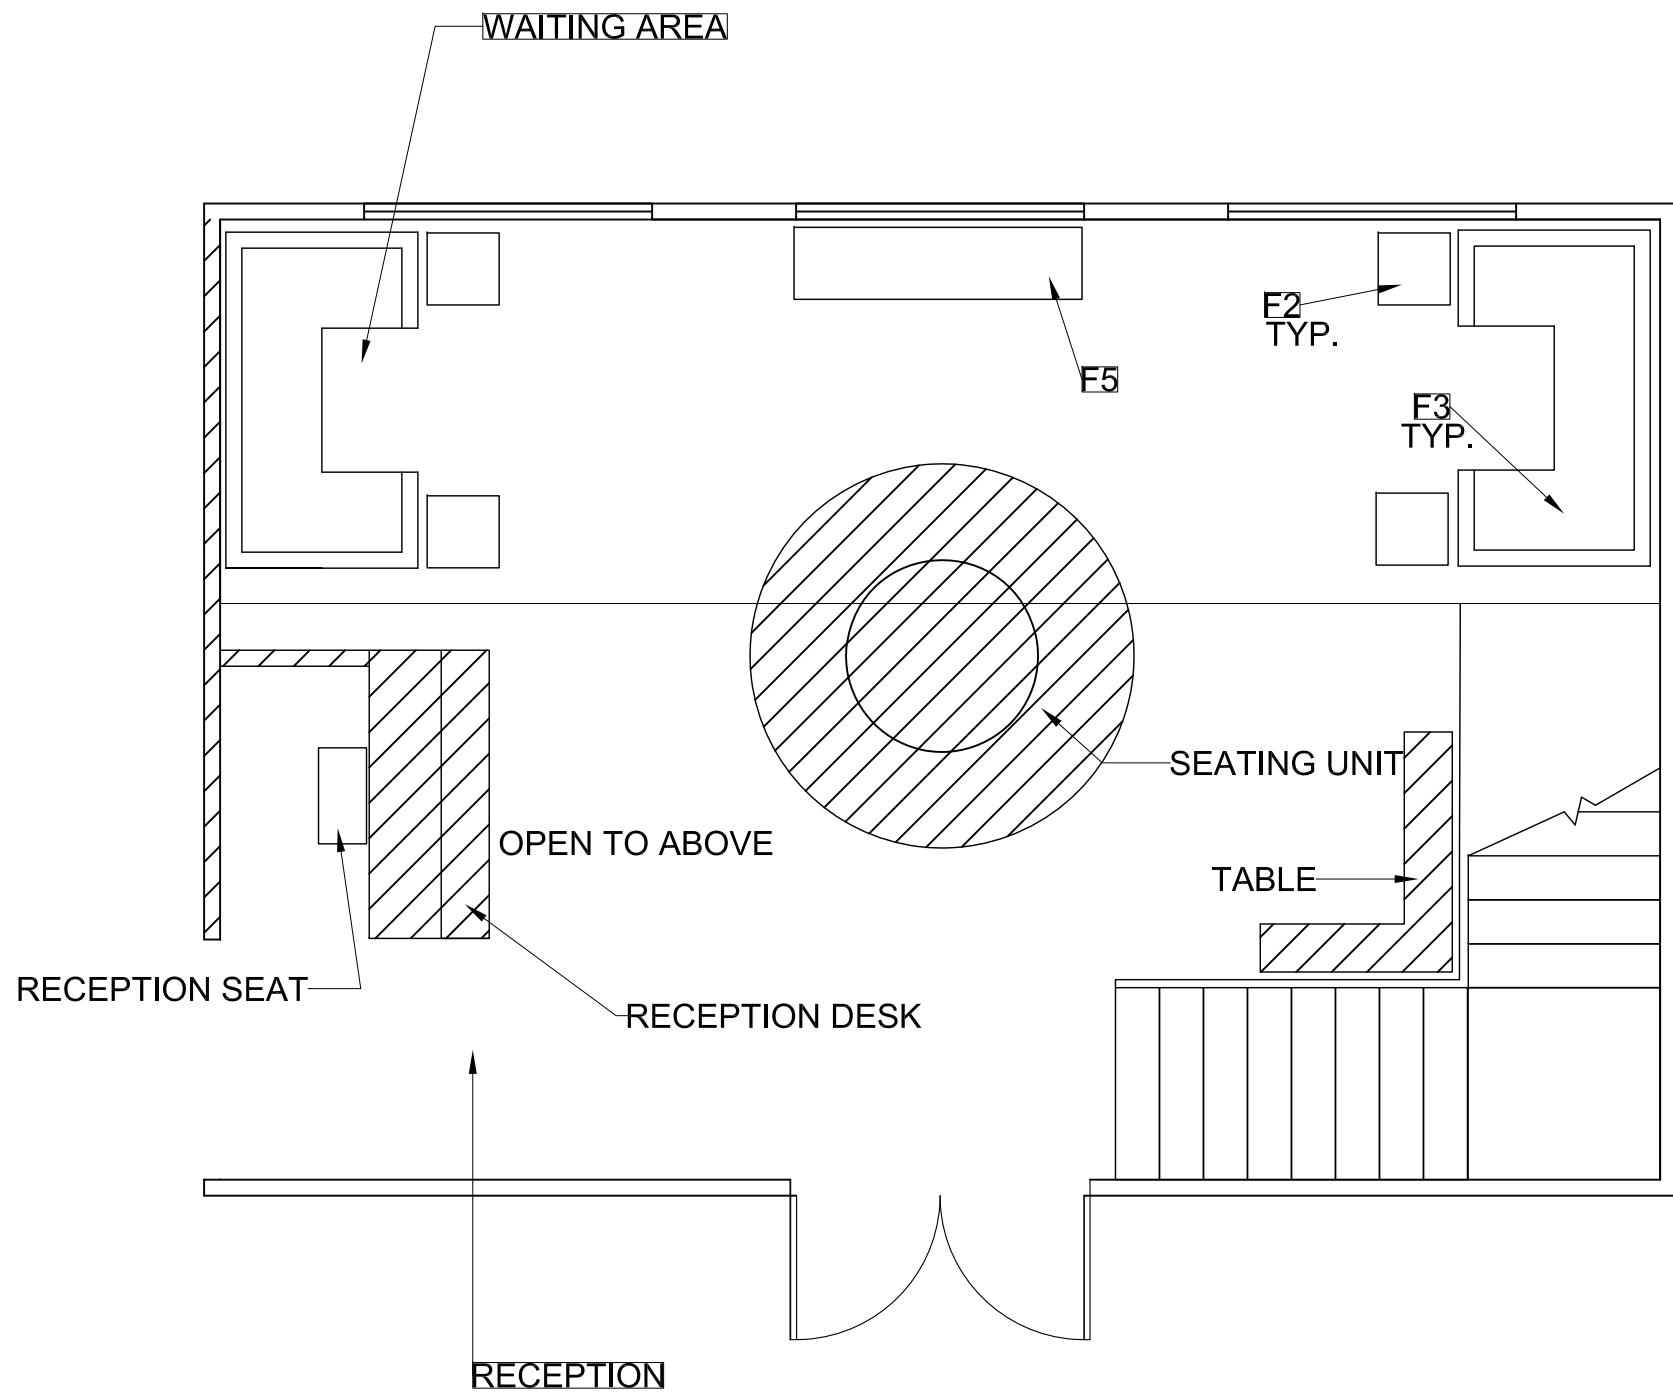 WAITING AREA
F2
TYP.
F5
F3
TYP.
SEATING UNIT
OPEN TO ABOVE
TABLE
RECEPTION SEAT
RECEPTION DESK
RECEPTION